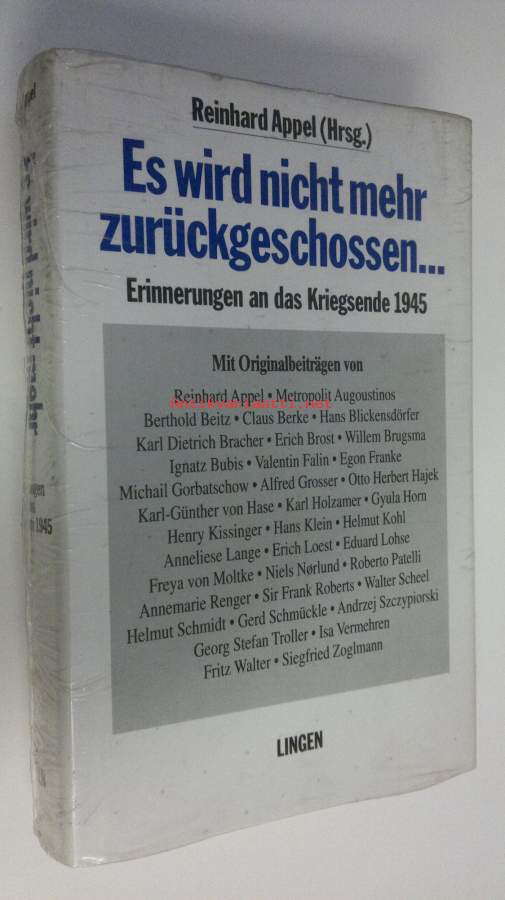 Reinhard Appel (Hrsg.)
Es wird nicht mehr
zurückgeschossen...
Erinnerungen an das Kriegsende 1945
Mit Originalbeiträgen von
Reinhard Appel • Metropolit Augoustinos
Berthold Beitz • Claus Berke • Hans Blickensdörfer
Karl Dietrich Bracher • Erich Brost • Willem Brugsma
Ignatz Bubis • Valentin Falin • Egon Franke
Michail Gorbatschow • Alfred Grosser • Otto Herbert Hajek
Karl-Günther von Hase • Karl Holzamer • Gyula Horn
Henry Kissinger • Hans Klein • Helmut Kohl
Anneliese Lange • Erich Loest • Eduard Lohse
Freya von Moltke • Niels Nørlund • Roberto Patelli
Annemarie Renger • Sir Frank Roberts • Walter Scheel
Helmut Schmidt • Gerd Schmückle • Andrzej Szczypiorski
Georg Stefan Troller • Isa Vermehren
Fritz Walter • Siegfried Zoglmann
LINGEN
Es wird nicht mehr
1945